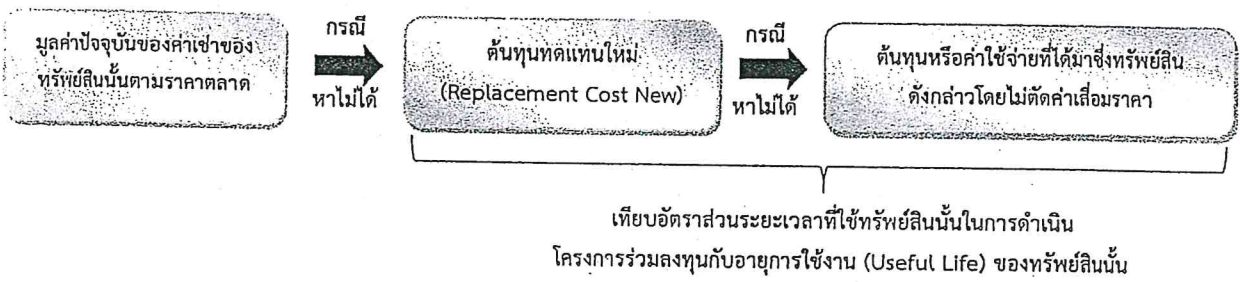 มูลค่าปัจจุบันของค่าเช่าของ
ทรัพย์สินนั้นตามราคาตลาด
กรณี
หาไม่ได้
ต้นทุนทดแทนใหม่
(Replacement Cost New)
กรณี
หาไม่ได้
ต้นทุนหรือค่าใช้จ่ายที่ได้มาซึ่งทรัพย์สิน
ดังกล่าวโดยไม่ตัดค่าเสื่อมราคา
เทียบอัตราส่วนระยะเวลาที่ใช้ทรัพย์สินนั้นในการดำเนิน
โครงการร่วมลงทุนกับอายุการใช้งาน (Useful Life) ของทรัพย์สินนั้น